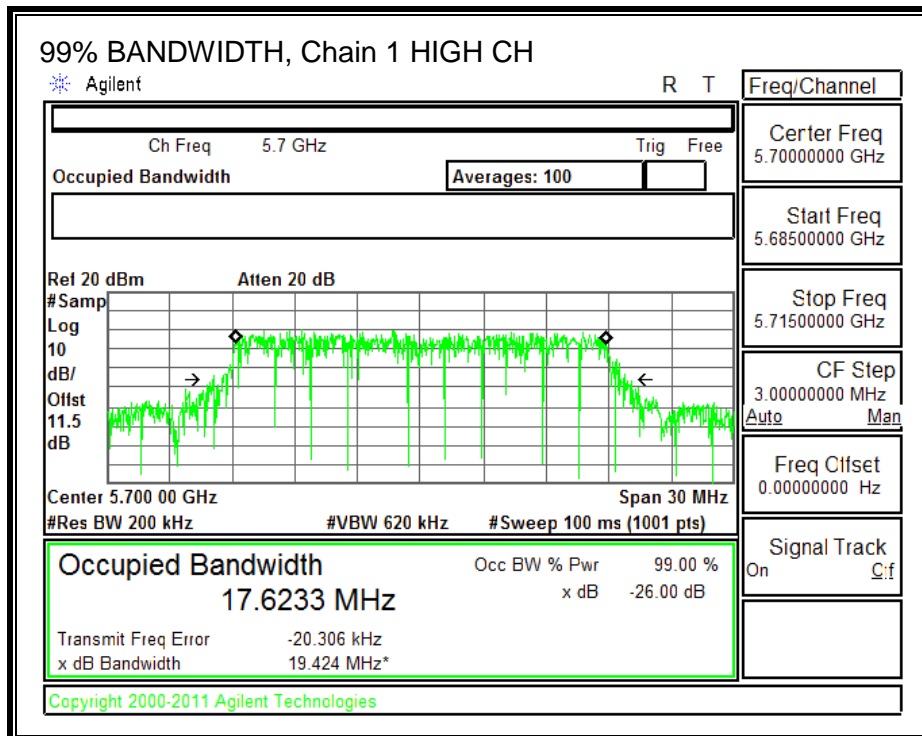 99% BANDWIDTH, Chain 1 HIGH CH
Agilent R T
Ch Freq 5.7 GHz Trig Free
Occupied Bandwidth Averages: 100
Ref 20 dBm Atten 20 dB
#Samp
Log
10
dB/
Offst
11.5
dB
Center 5.700 00 GHz Span 30 MHz
#Res BW 200 kHz #VBW 620 kHz #Sweep 100 ms (1001 pts)
Occupied Bandwidth Occ BW % Pwr 99.00 %
17.6233 MHz x dB -26.00 dB
Transmit Freq Error -20.306 kHz
x dB Bandwidth 19.424 MHz*
Copyright 2000-2011 Agilent Technologies
Freq/Channel
Center Freq
5.70000000 GHz
Start Freq
5.68500000 GHz
Stop Freq
5.71500000 GHz
CF Step
3.00000000 MHz
Auto Man
Freq Offset
0.00000000 Hz
Signal Track
On Off